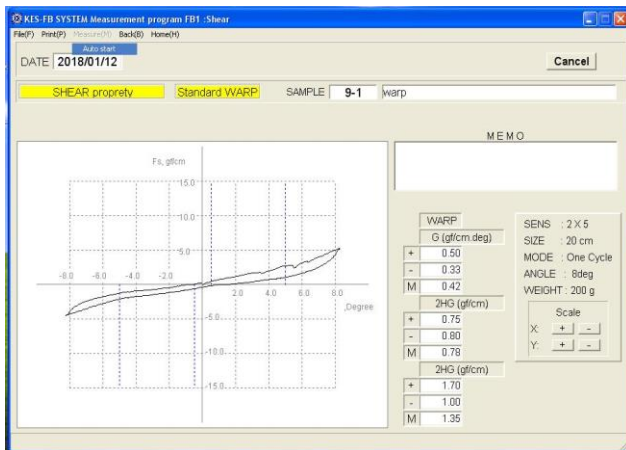 KES-FB SYSTEM Measurement program FB1 :Shear
File(F) Print(P) Measure(M) Back(B) Home(H)
Auto start
DATE 2018/01/12
Cancel
SHEAR proprety Standard WARP SAMPLE 9-1 warp
MEMO
Fs, gf/cm
15.0
5.0
-8.0 -4.0 -2.0
2.0 4.0 6.0 8.0
,Degree
-5.0
-10.0
-15.0
WARP
G (gf/cm.deg)
+ 0.50
- 0.33
M 0.42
2HG (gf/cm)
+ 0.75
- 0.80
M 0.78
2HG (gf/cm)
+ 1.70
- 1.00
M 1.35
SENS : 2 X 5
SIZE : 20 cm
MODE : One Cycle
ANGLE : 8deg
WEIGHT : 200 g
Scale
X: + -
Y: + -